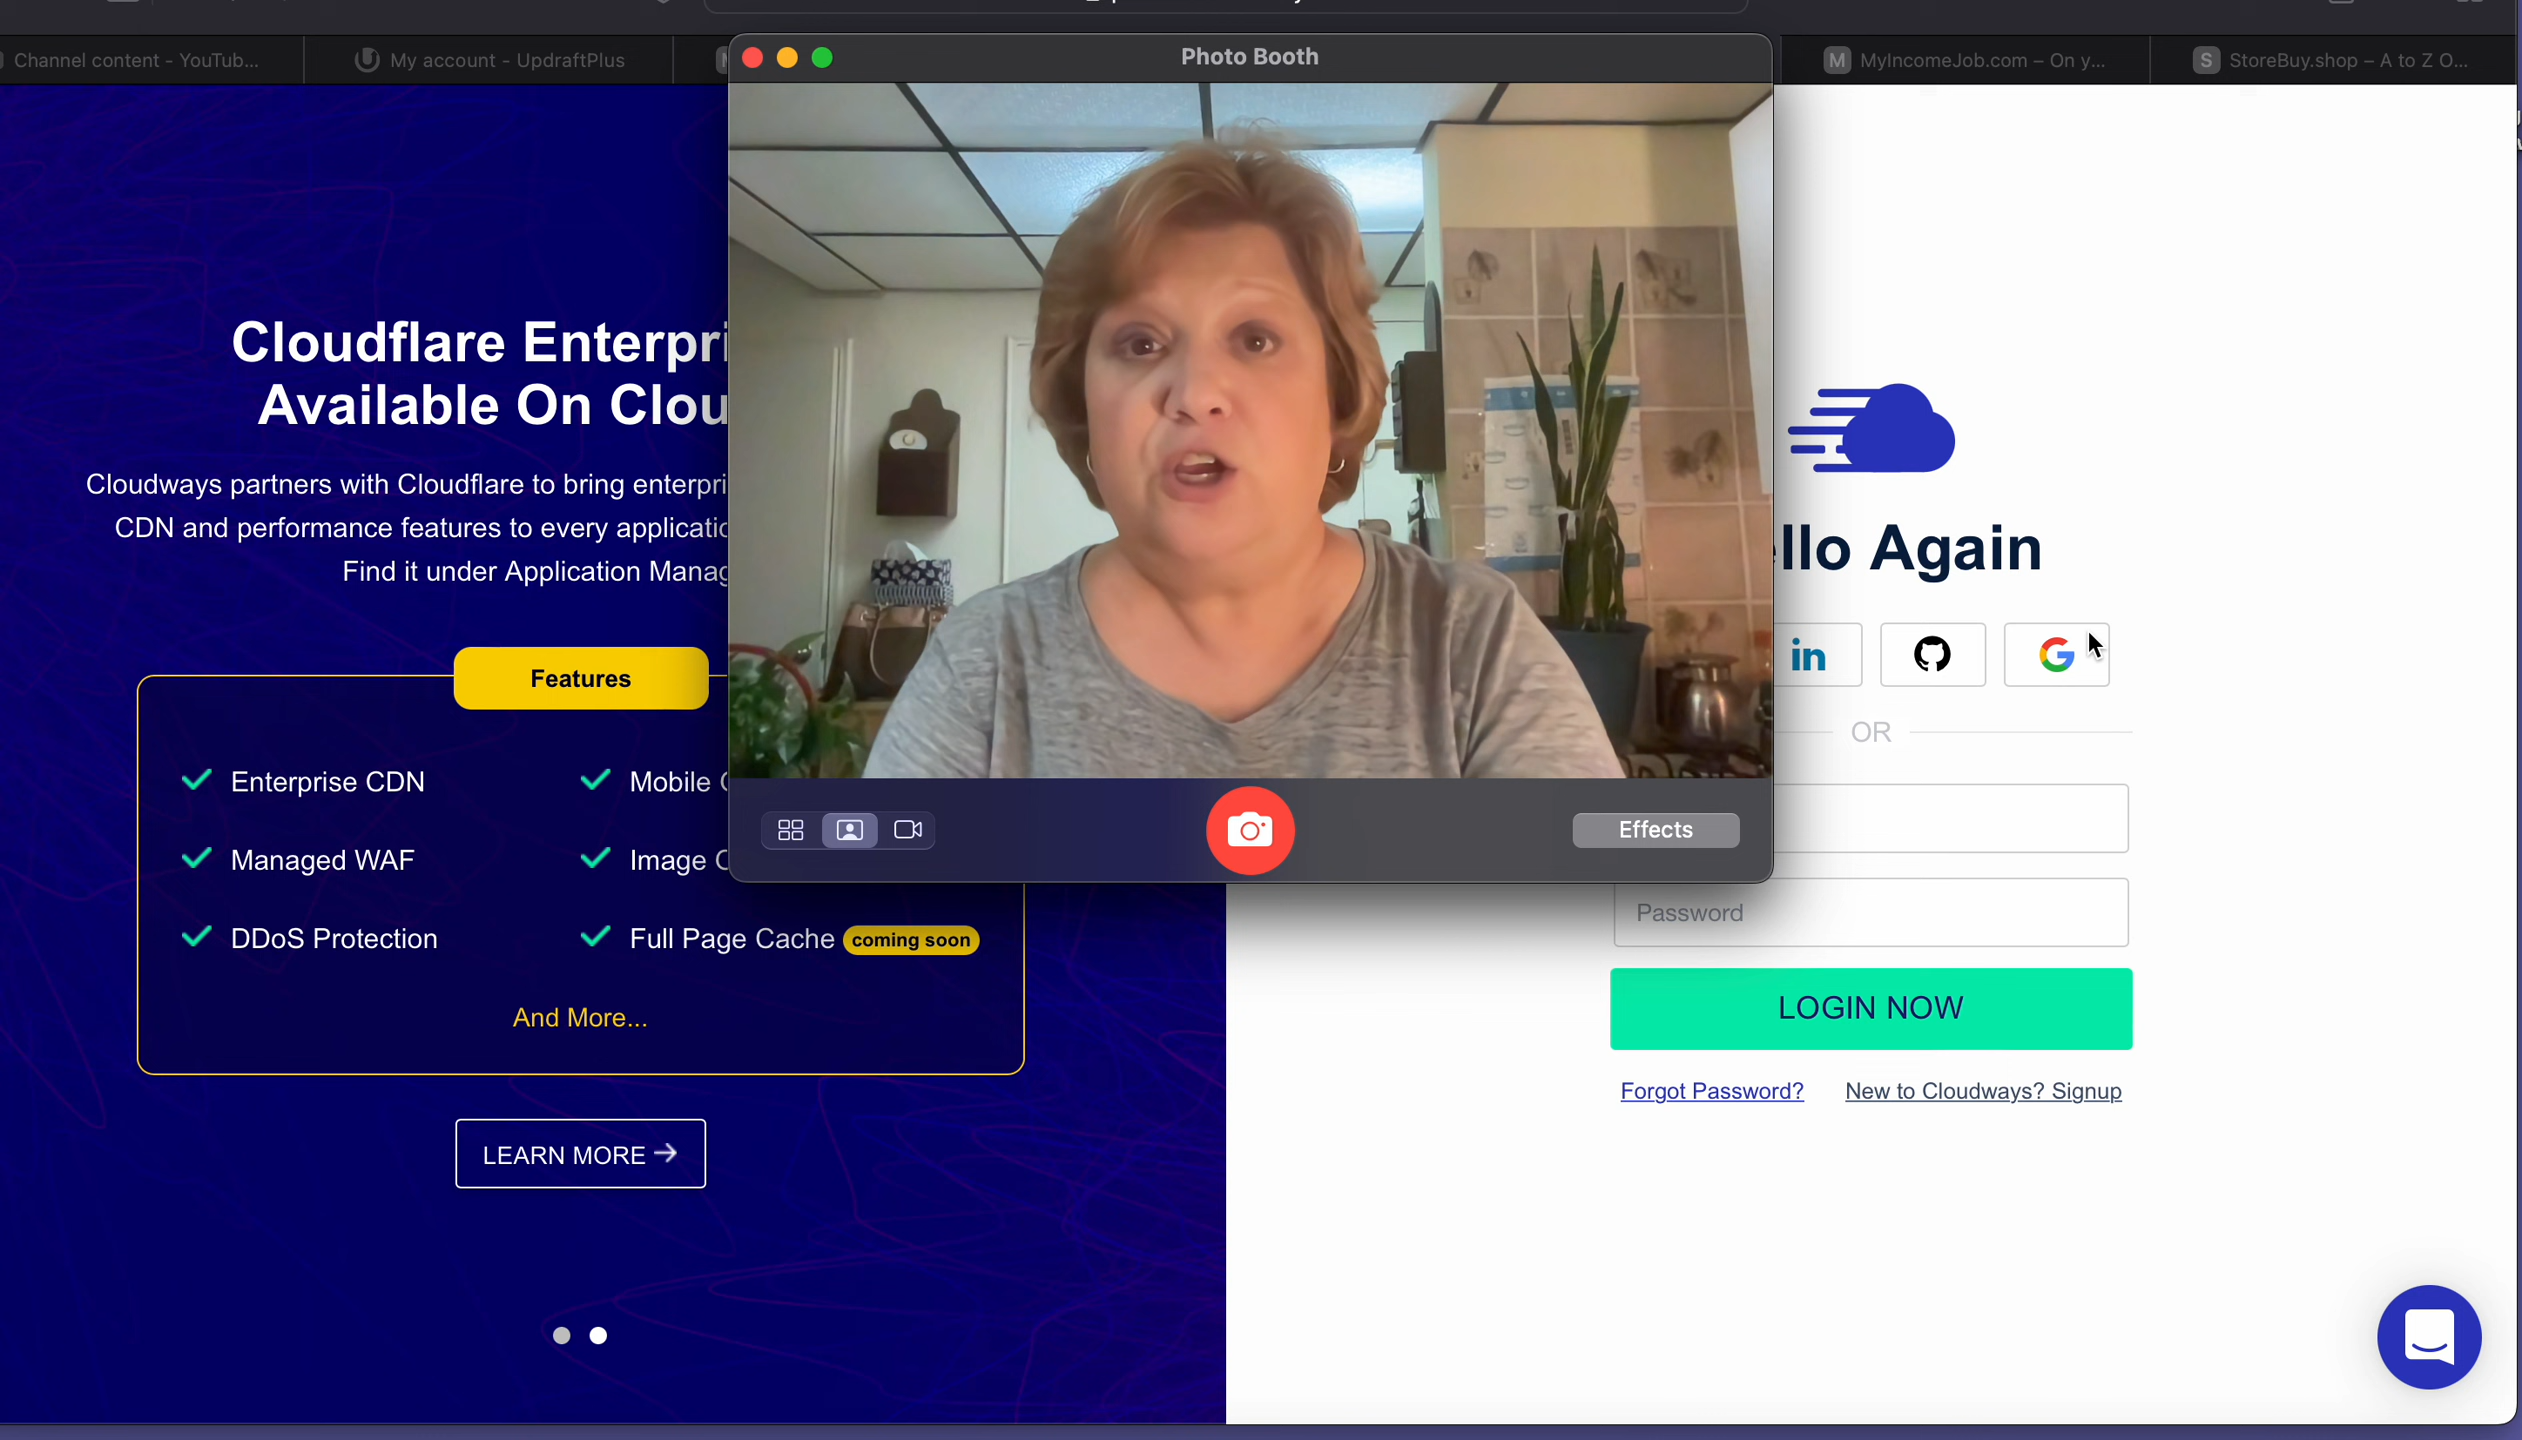 Channel content - YouTub...
My account - UpdraftPlus
Photo Booth
M MyIncomeJob.com – On y...
S StoreBuy.shop – A to Z O...
Cloudflare Enterpri
Available On Clou
Cloudways partners with Cloudflare to bring enterpri
CDN and performance features to every applicatio
Find it under Application Manag
Features
Enterprise CDN
Mobile
Managed WAF
Image
DDoS Protection
Full Page Cache coming soon
And More...
LEARN MORE
Effects
llo Again
in
G
OR
Password
LOGIN NOW
Forgot Password? New to Cloudways? Signup